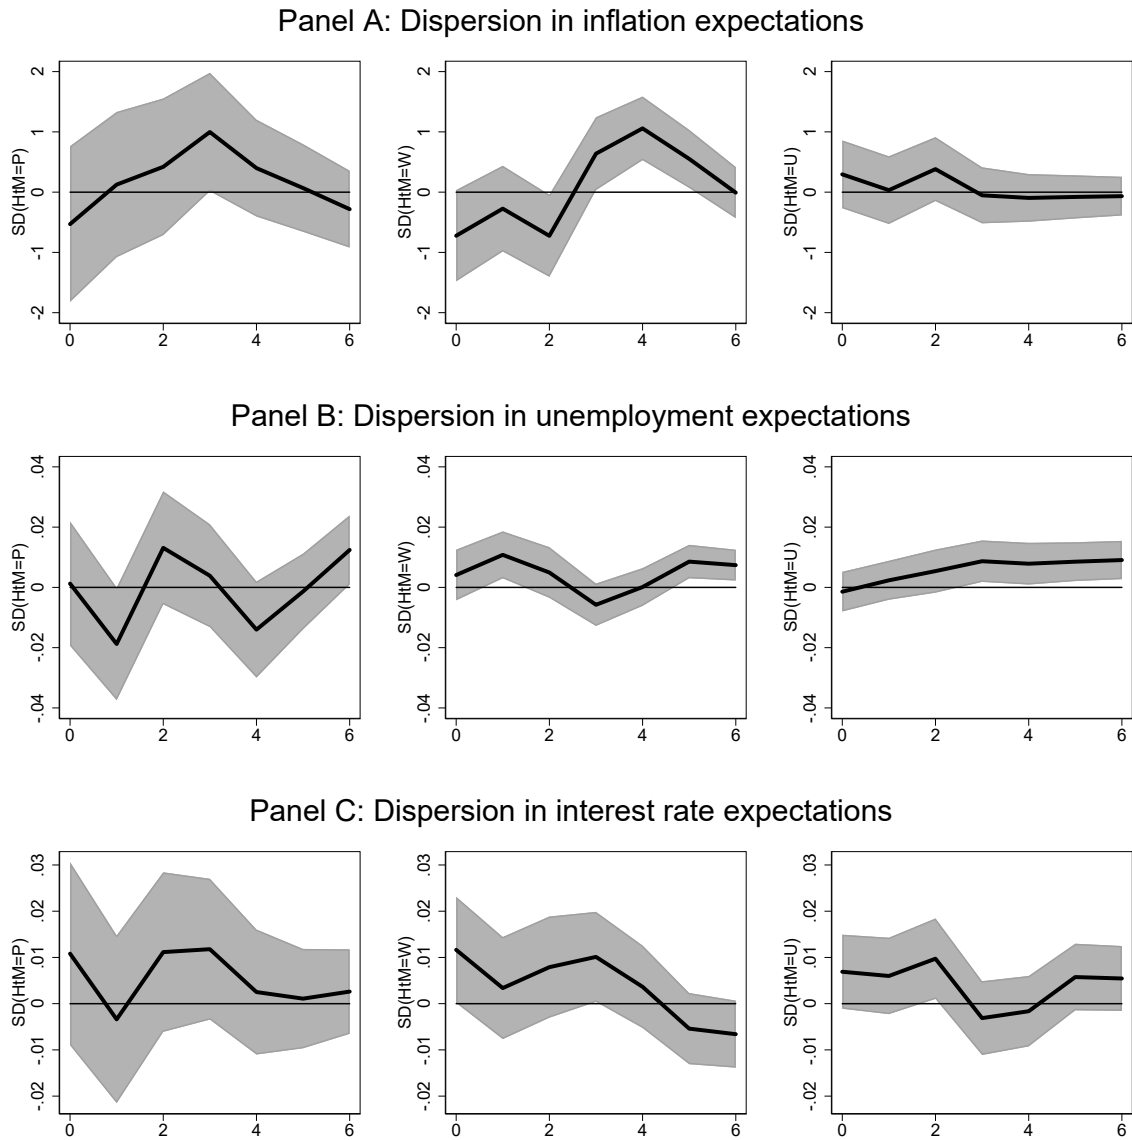 Panel A: Dispersion in inflation expectations
SD(HtM=P)
2
1
0
-1
-2
0 2 4 6
SD(HtM=W)
2
1
0
-1
-2
0 2 4 6
SD(HtM=U)
2
1
0
-1
-2
0 2 4 6
Panel B: Dispersion in unemployment expectations
SD(HtM=P)
.04
.02
0
-.02
-.04
0 2 4 6
SD(HtM=W)
.04
.02
0
-.02
-.04
0 2 4 6
SD(HtM=U)
.04
.02
0
-.02
-.04
0 2 4 6
Panel C: Dispersion in interest rate expectations
SD(HtM=P)
.03
.02
.01
0
-.01
-.02
0 2 4 6
SD(HtM=W)
.03
.02
.01
0
-.01
-.02
0 2 4 6
SD(HtM=U)
.03
.02
.01
0
-.01
-.02
0 2 4 6